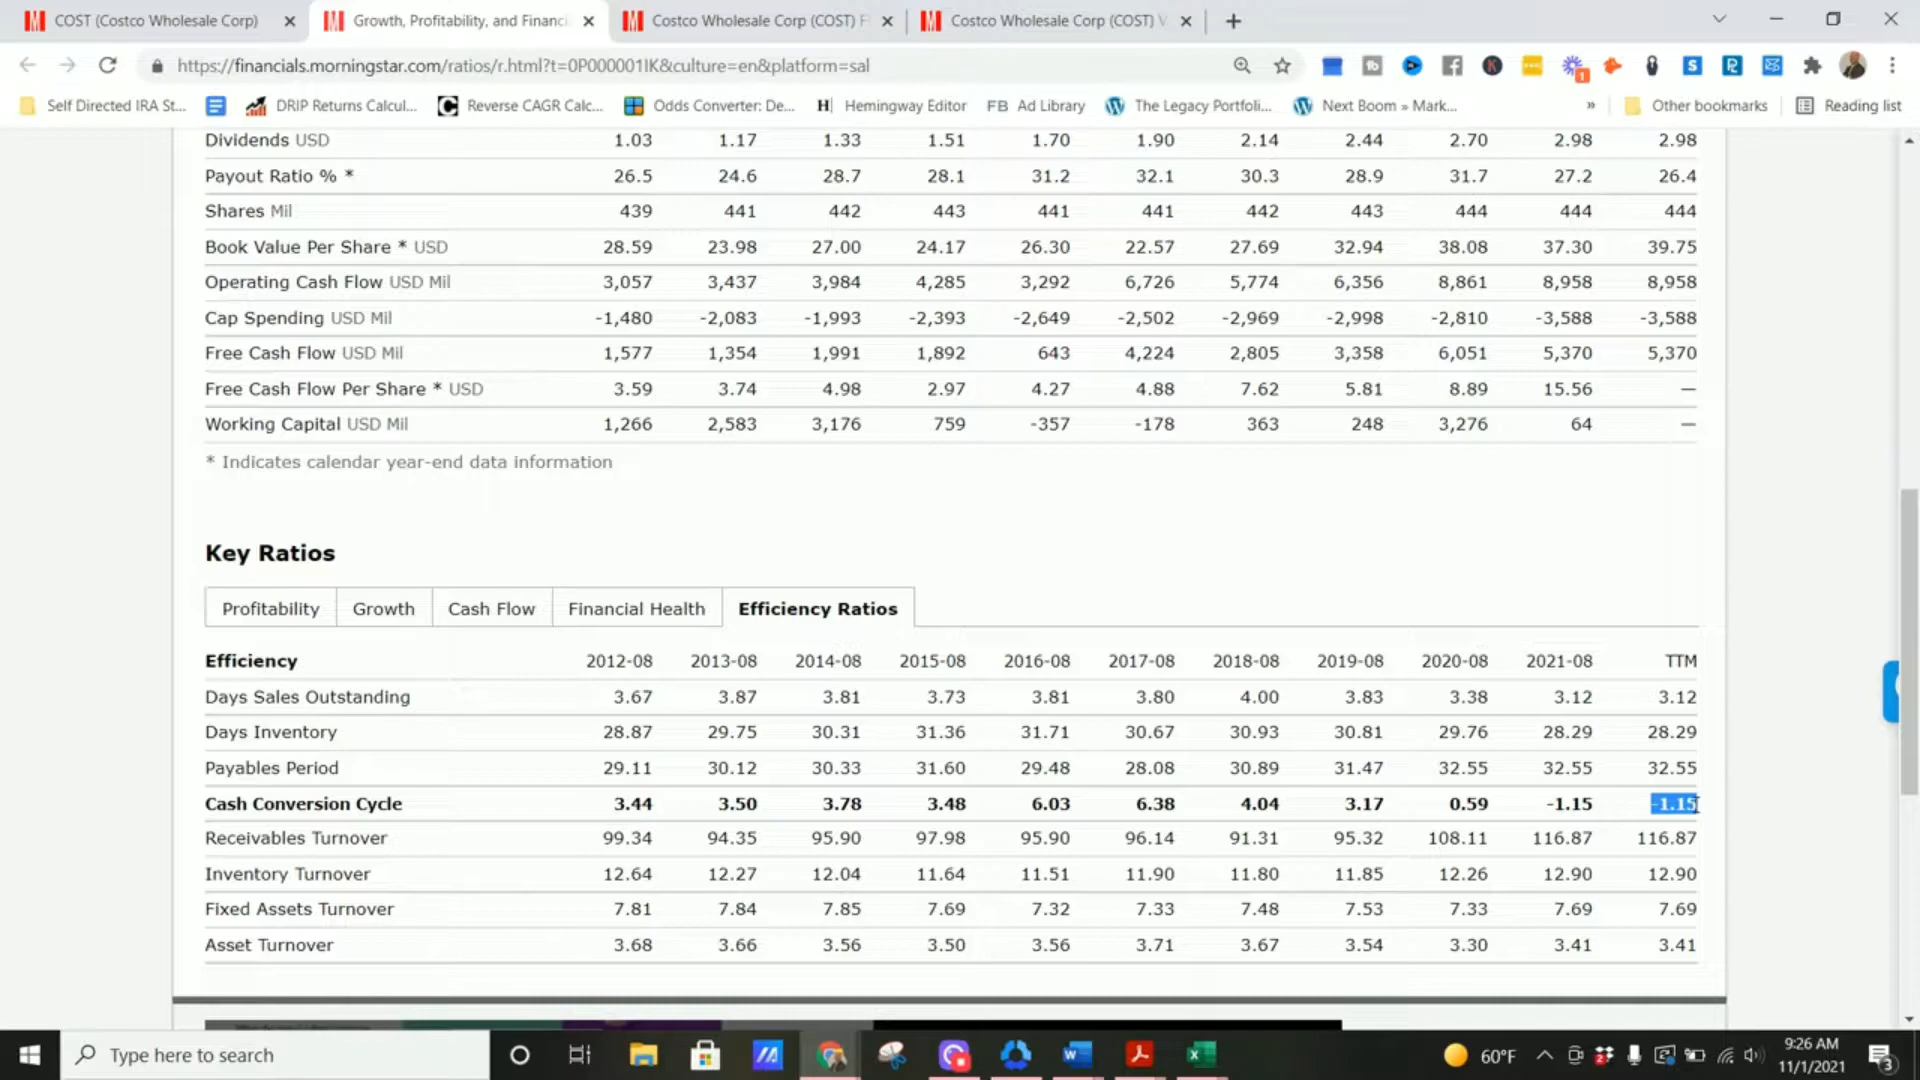 COST (Costco Wholesale Corp)
Growth, Profitability, and Financi
Costco Wholesale Corp (COST) F
Costco Wholesale Corp (COST) V
https://financials.morningstar.com/ratios/r.html?t=0P000001IK&culture=en&platform=sal
Self Directed IRA St... DRIP Returns Calcul... Reverse CAGR Calc... Odds Converter: De... H Hemingway Editor FB Ad Library The Legacy Portfoli... Next Boom » Mark... » Other bookmarks Reading list
Dividends USD 1.03 1.17 1.33 1.51 1.70 1.90 2.14 2.44 2.70 2.98 2.98
Payout Ratio % * 26.5 24.6 28.7 28.1 31.2 32.1 30.3 28.9 31.7 27.2 26.4
Shares Mil 439 441 442 443 441 441 442 443 444 444 444
Book Value Per Share * USD 28.59 23.98 27.00 24.17 26.30 22.57 27.69 32.94 38.08 37.30 39.75
Operating Cash Flow USD Mil 3,057 3,437 3,984 4,285 3,292 6,726 5,774 6,356 8,861 8,958 8,958
Cap Spending USD Mil -1,480 -2,083 -1,993 -2,393 -2,649 -2,502 -2,969 -2,998 -2,810 -3,588 -3,588
Free Cash Flow USD Mil 1,577 1,354 1,991 1,892 643 4,224 2,805 3,358 6,051 5,370 5,370
Free Cash Flow Per Share * USD 3.59 3.74 4.98 2.97 4.27 4.88 7.62 5.81 8.89 15.56 —
Working Capital USD Mil 1,266 2,583 3,176 759 -357 -178 363 248 3,276 64 —
* Indicates calendar year-end data information
Key Ratios
Profitability Growth Cash Flow Financial Health Efficiency Ratios
Efficiency 2012-08 2013-08 2014-08 2015-08 2016-08 2017-08 2018-08 2019-08 2020-08 2021-08 TTM
Days Sales Outstanding 3.67 3.87 3.81 3.73 3.81 3.80 4.00 3.83 3.38 3.12 3.12
Days Inventory 28.87 29.75 30.31 31.36 31.71 30.67 30.93 30.81 29.76 28.29 28.29
Payables Period 29.11 30.12 30.33 31.60 29.48 28.08 30.89 31.47 32.55 32.55 32.55
Cash Conversion Cycle 3.44 3.50 3.78 3.48 6.03 6.38 4.04 3.17 0.59 -1.15 -1.15
Receivables Turnover 99.34 94.35 95.90 97.98 95.90 96.14 91.31 95.32 108.11 116.87 116.87
Inventory Turnover 12.64 12.27 12.04 11.64 11.51 11.90 11.80 11.85 12.26 12.90 12.90
Fixed Assets Turnover 7.81 7.84 7.85 7.69 7.32 7.33 7.48 7.53 7.33 7.69 7.69
Asset Turnover 3.68 3.66 3.56 3.50 3.56 3.71 3.67 3.54 3.30 3.41 3.41
Type here to search
60°F
9:26 AM
11/1/2021
3